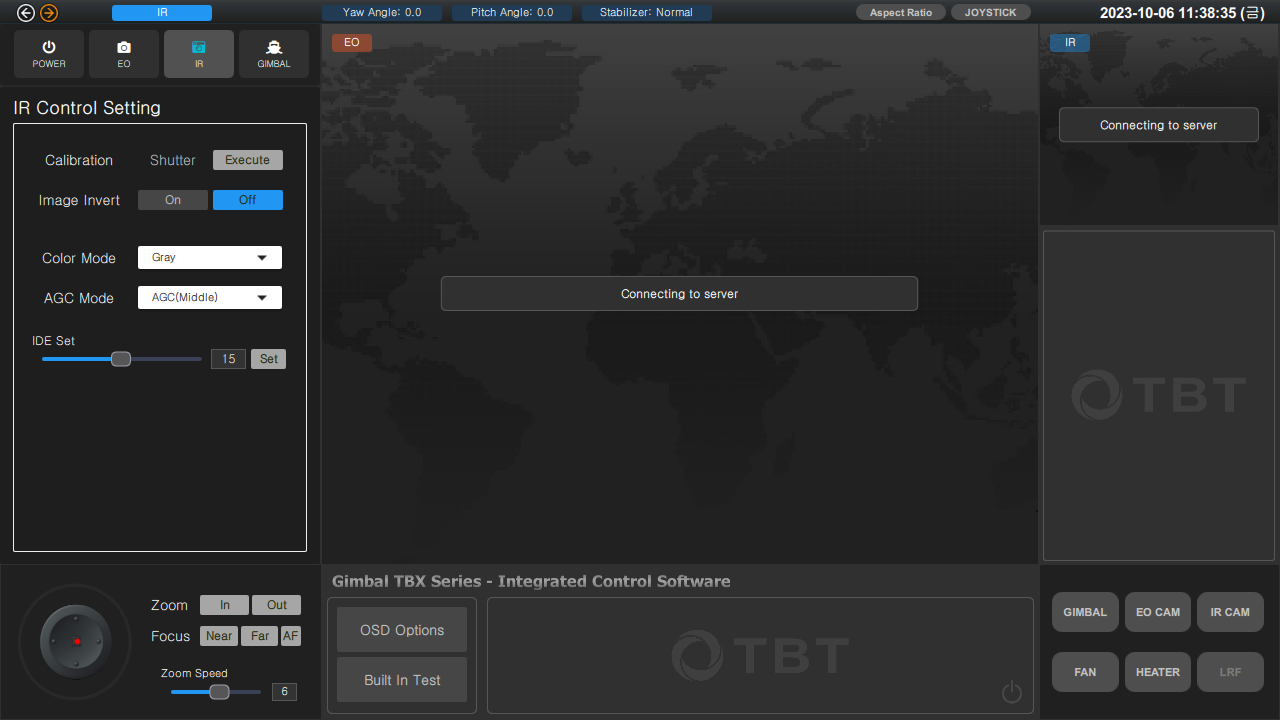 IR
Yaw Angle: 0.0
Pitch Angle: 0.0
Stabilizer: Normal
Aspect Ratio
JOYSTICK
2023-10-06 11:38:35 (금)
POWER
EO
IR
GIMBAL
EO
IR
IR Control Setting
Connecting to server
Calibration Shutter Execute
Image Invert On Off
Color Mode Gray
AGC Mode AGC(Middle)
IDE Set
15 Set
Connecting to server
TBT
Gimbal TBX Series - Integrated Control Software
Zoom In Out
Focus Near Far AF
Zoom Speed
6
OSD Options
Built In Test
TBT
GIMBAL
EO CAM
IR CAM
FAN
HEATER
LRF